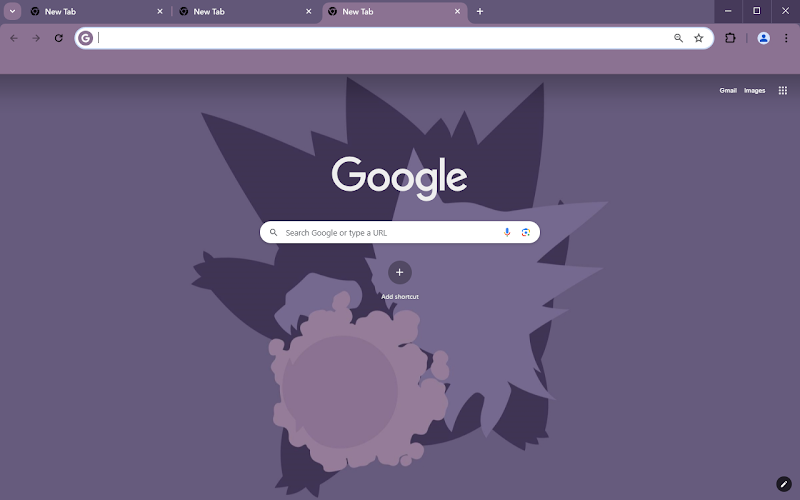 New Tab
New Tab
New Tab
Gmail
Images
Google
Search Google or type a URL
Add shortcut